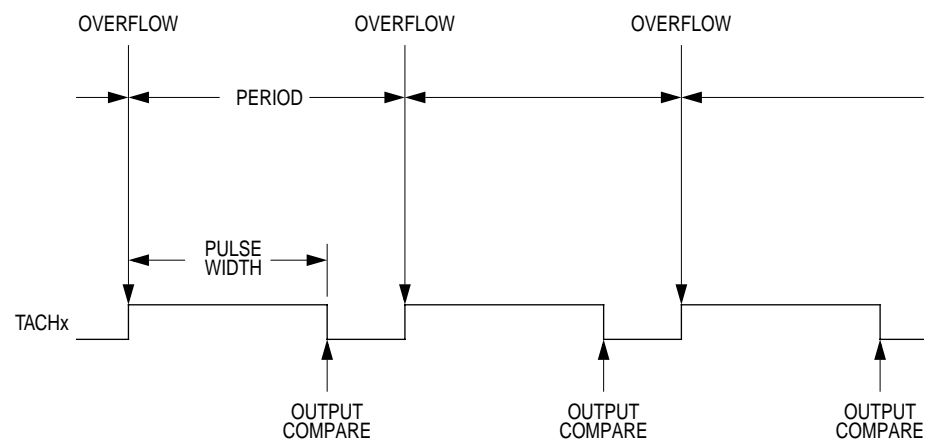 OVERFLOW OVERFLOW OVERFLOW
PERIOD
PULSE
WIDTH
TACHx
OUTPUT
COMPARE
OUTPUT
COMPARE
OUTPUT
COMPARE